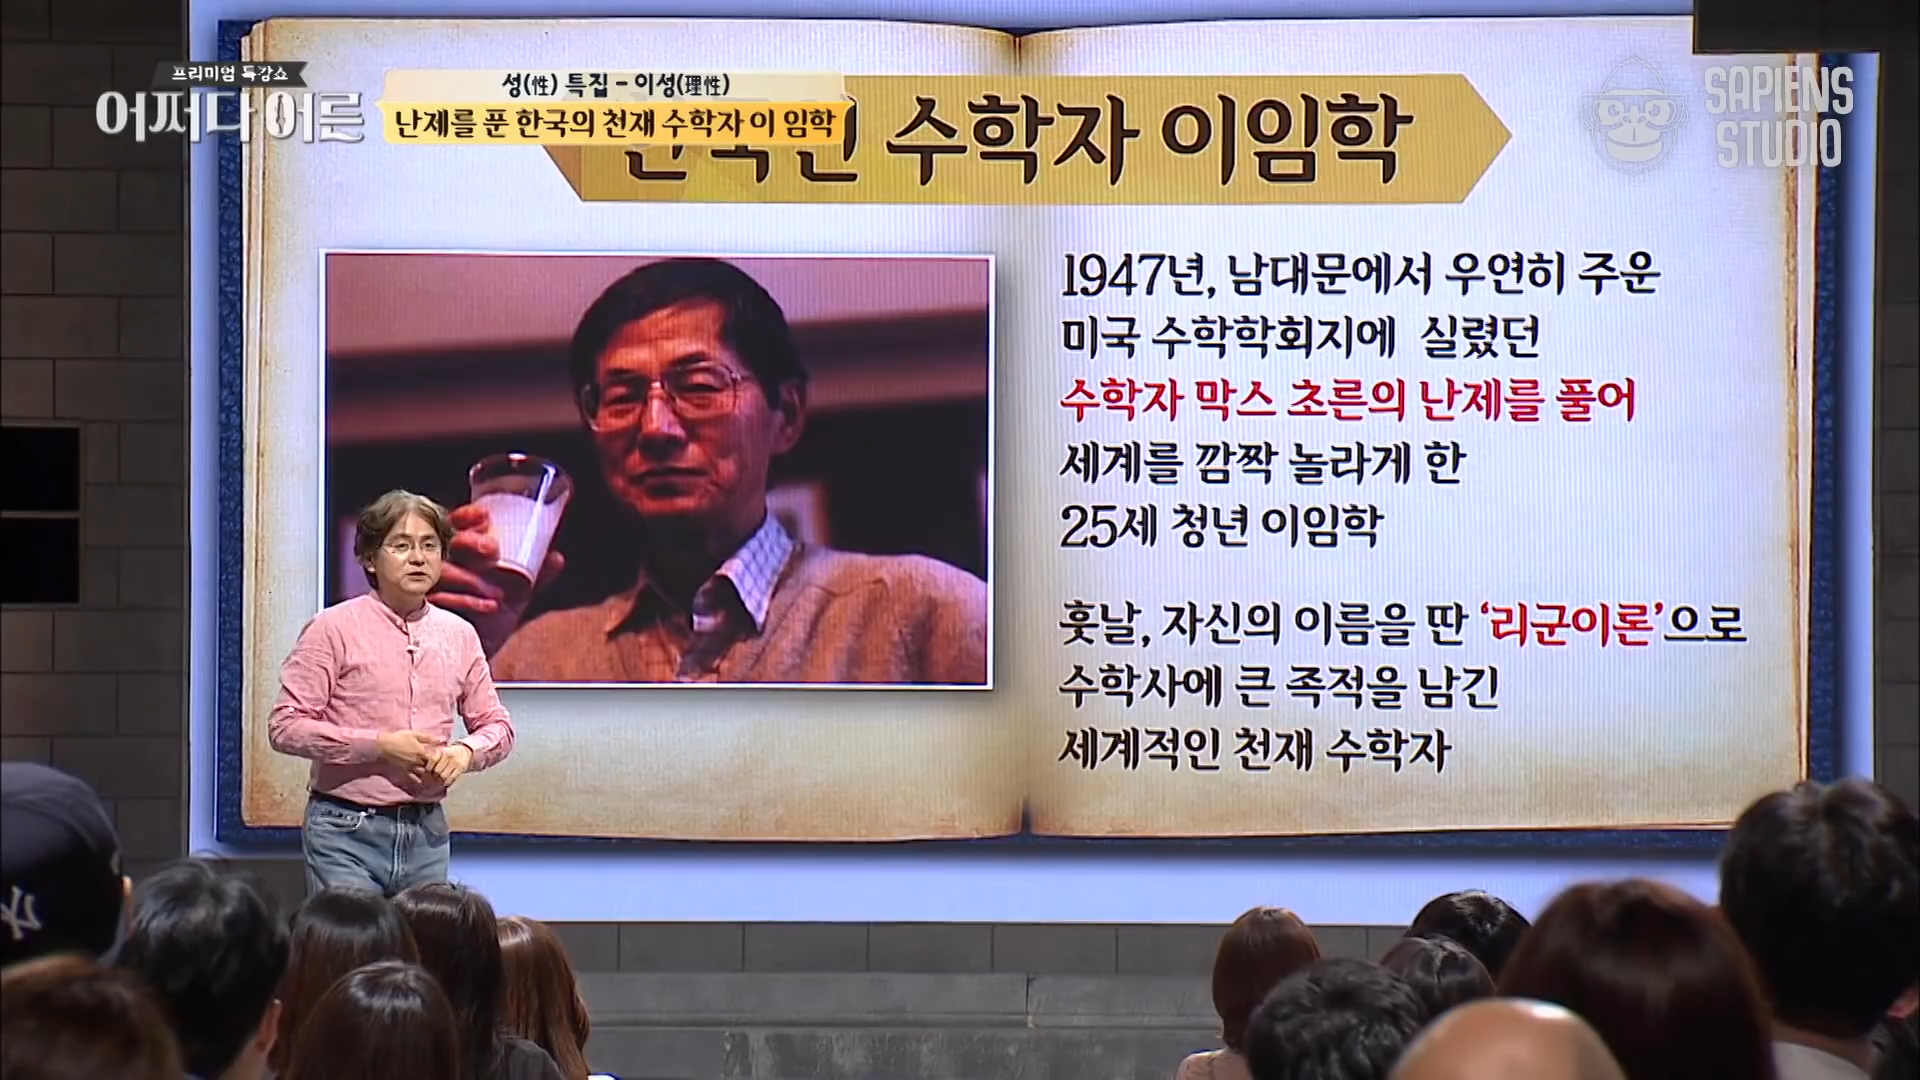 프리미엄 특강쇼
어쩌다 어른
성(性) 특집 - 이성(理性)
난제를 푼 한국의 천재 수학자 이 임학
수학자 이임학
SAPIENS
STUDIO
1947년, 남대문에서 우연히 주운
미국 수학학회지에 실렸던
수학자 막스 초른의 난제를 풀어
세계를 깜짝 놀라게 한
25세 청년 이임학
훗날, 자신의 이름을 딴 '리군이론'으로
수학사에 큰 족적을 남긴
세계적인 천재 수학자